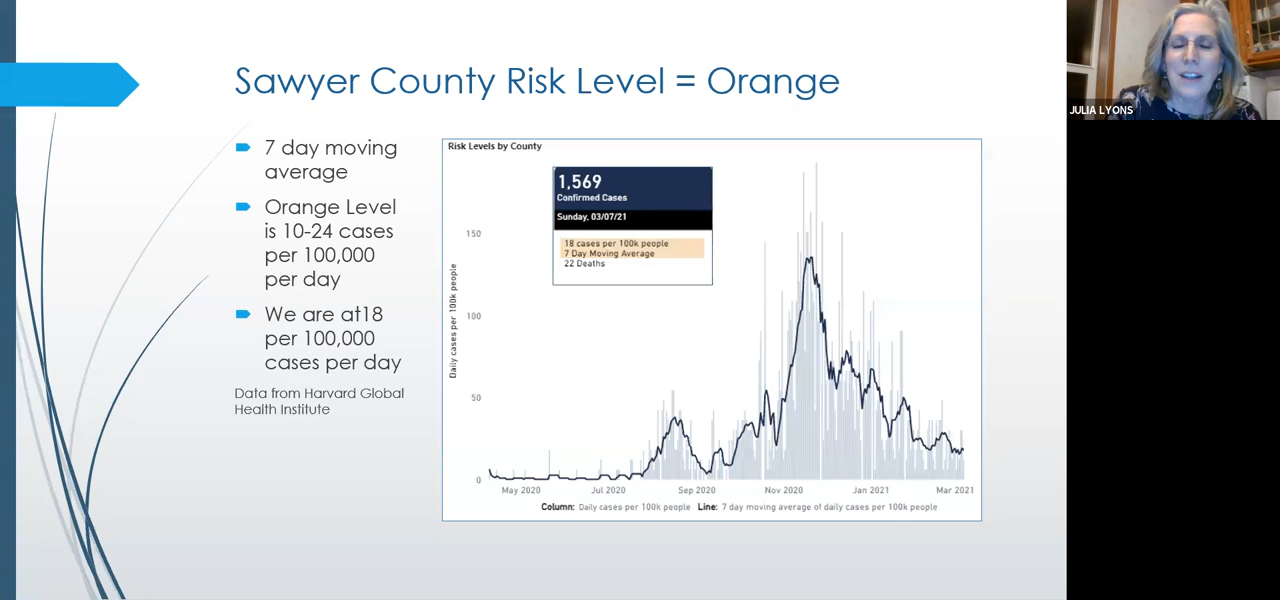 Sawyer County Risk Level = Orange
JULIA LYONS
7 day moving
average
Orange Level
is 10-24 cases
per 100,000
per day
We are at18
per 100,000
cases per day
Data from Harvard Global
Health Institute
Risk Levels by County
1,569
Confirmed Cases
Sunday, 03/07/21
18 cases per 100k people
7 Day Moving Average
22 Deaths
Daily cases per 100k people
150
100
50
0
May 2020 Jul 2020 Sep 2020 Nov 2020 Jan 2021 Mar 2021
Column: Daily cases per 100k people Line: 7 day moving average of daily cases per 100k people